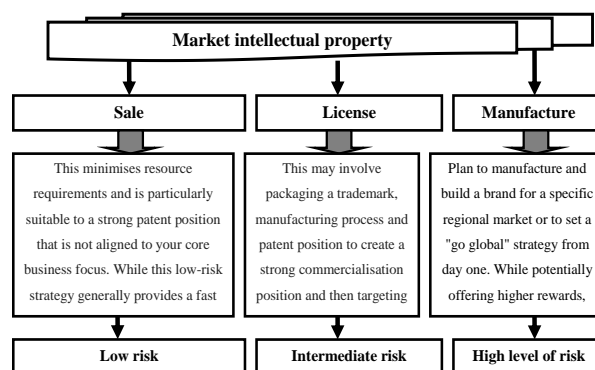 Market intellectual property
Sale
License
Manufacture
This minimises resource
requirements and is particularly
suitable to a strong patent position
that is not aligned to your core
business focus. While this low-risk
strategy generally provides a fast
This may involve
packaging a trademark,
manufacturing process and
patent position to create a
strong commercialisation
position and then targeting
Plan to manufacture and
build a brand for a specific
regional market or to set a
"go global" strategy from
day one. While potentially
offering higher rewards,
Low risk
Intermediate risk
High level of risk